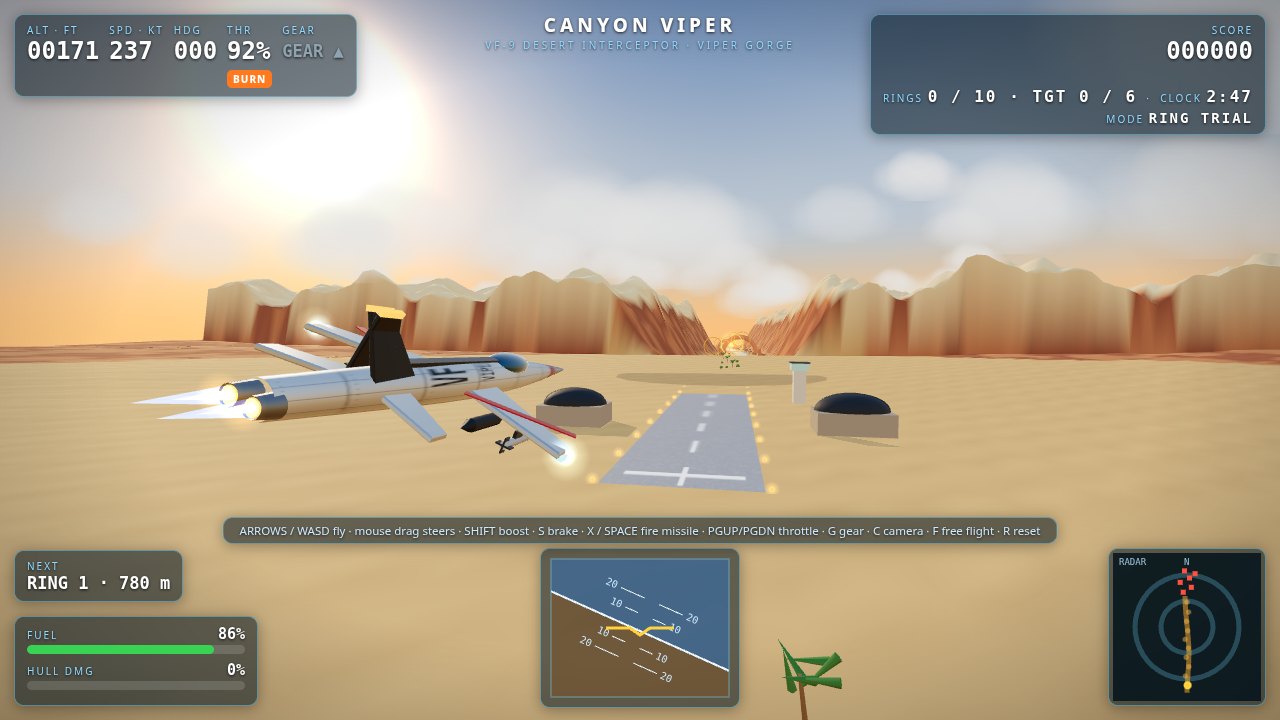 ALT · FT SPD · KT HDG THR GEAR
00171 237 000 92% GEAR ▲
BURN
CANYON VIPER
VF-9 DESERT INTERCEPTOR · VIPER GORGE
SCORE
000000
RINGS 0 / 10 · TGT 0 / 6 · CLOCK 2:47
MODE RING TRIAL
VF
ARROWS / WASD fly · mouse drag steers · SHIFT boost · S brake · X / SPACE fire missile · PGUP/PGDN throttle · G gear · C camera · F free flight · R reset
NEXT
RING 1 · 780 m
FUEL 86%
HULL DMG 0%
20 20
10 10
10 10
20 20
RADAR N